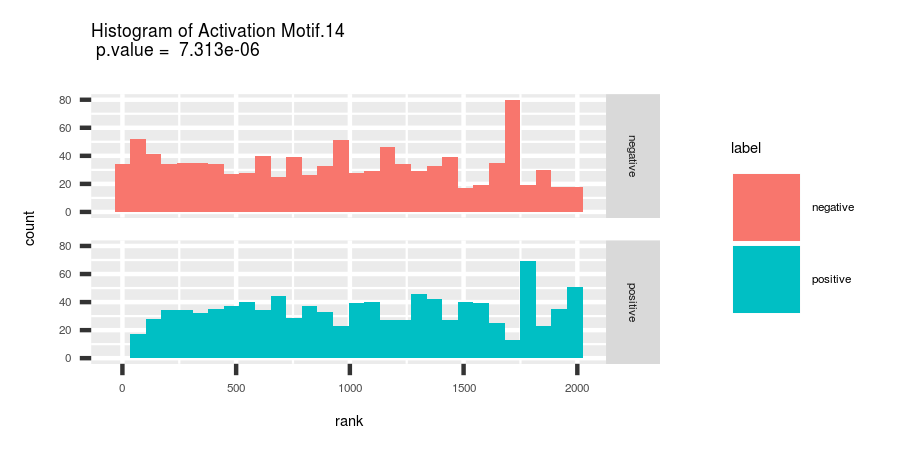 Histogram of Activation Motif.14
p.value = 7.313e-06
count
80
60
40
20
0
negative
80
60
40
20
0
positive
0 500 1000 1500 2000
rank
label
negative
positive